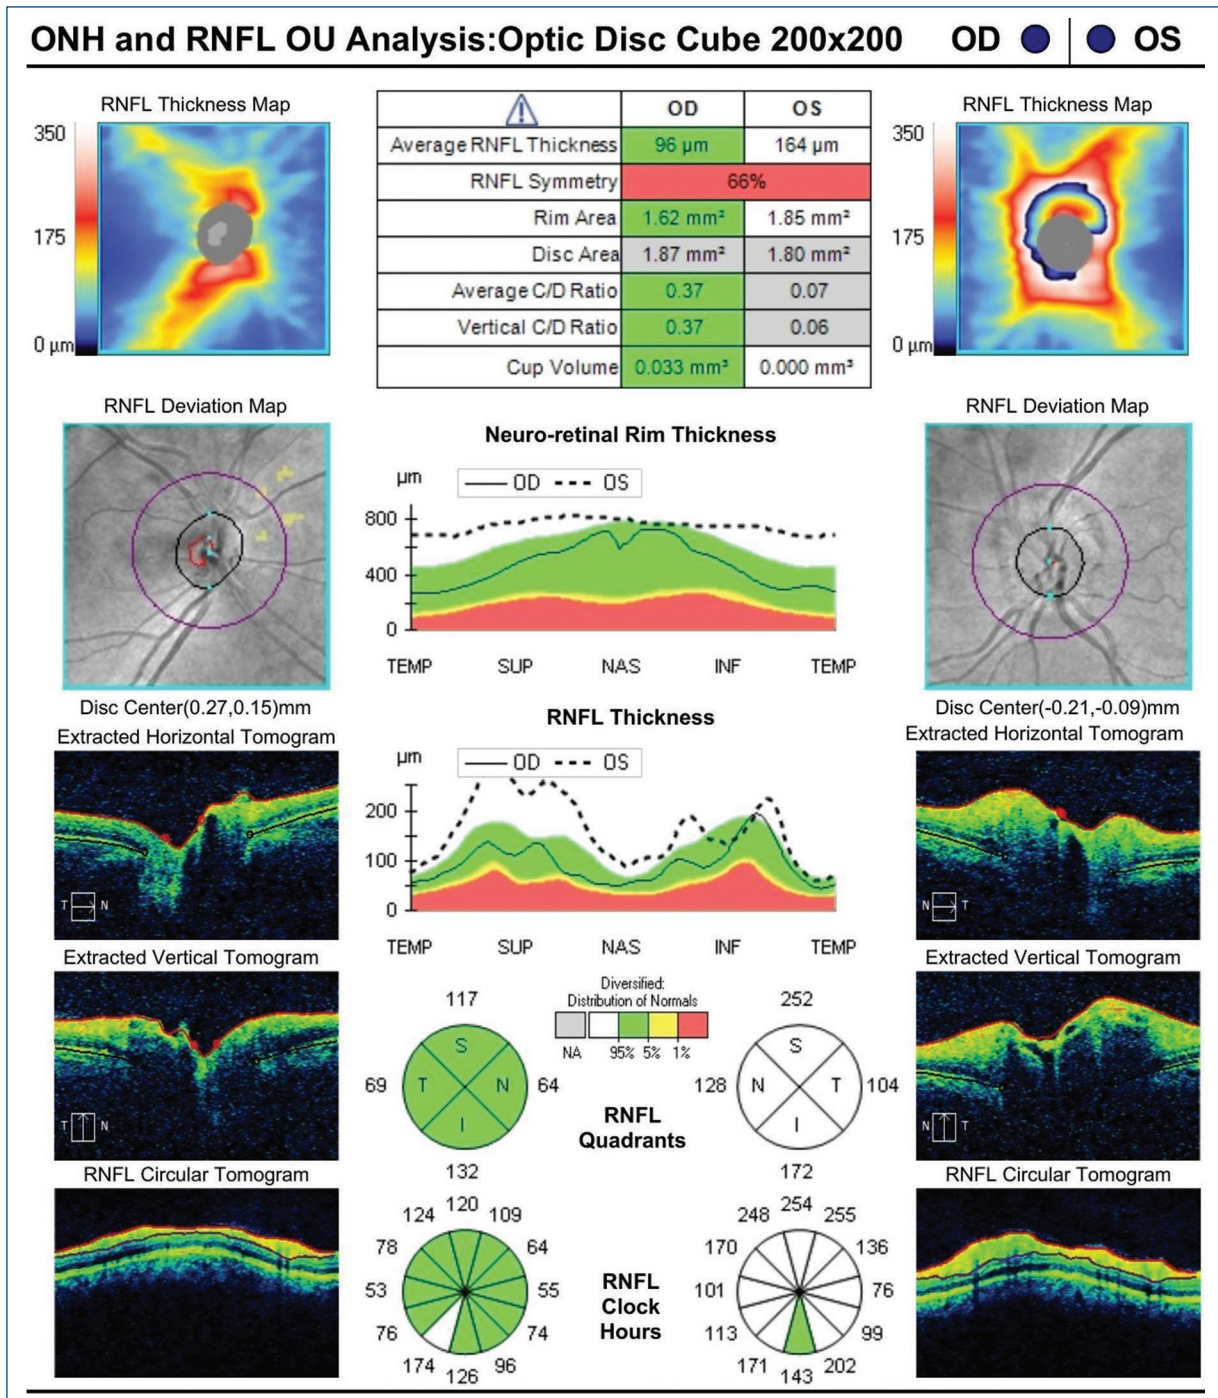 ONH and RNFL OU Analysis:Optic Disc Cube 200x200 OD OS
RNFL Thickness Map
350
175
0 µm
OD OS
Average RNFL Thickness 96 µm 164 µm
RNFL Symmetry 66%
Rim Area 1.62 mm² 1.85 mm²
Disc Area 1.87 mm² 1.80 mm²
Average C/D Ratio 0.37 0.07
Vertical C/D Ratio 0.37 0.06
Cup Volume 0.033 mm³ 0.000 mm³
RNFL Thickness Map
350
175
0 µm
RNFL Deviation Map
Disc Center(0.27,0.15)mm
Neuro-retinal Rim Thickness
µm
OD OS
800
400
0
TEMP SUP NAS INF TEMP
RNFL Deviation Map
Disc Center(-0.21,-0.09)mm
Extracted Horizontal Tomogram
T N
RNFL Thickness
µm
OD OS
200
100
0
TEMP SUP NAS INF TEMP
Extracted Horizontal Tomogram
N T
Extracted Vertical Tomogram
T N
Diversified:
Distribution of Normals
NA 95% 5% 1%
117
S
69 T N 64
I
132
RNFL
Quadrants
252
S
128 N T 104
I
172
Extracted Vertical Tomogram
N T
RNFL Circular Tomogram
124 120 109
78 64
53 55
76 74
174 126 96
RNFL
Clock
Hours
248 254 255
170 136
101 76
113 99
171 143 202
RNFL Circular Tomogram